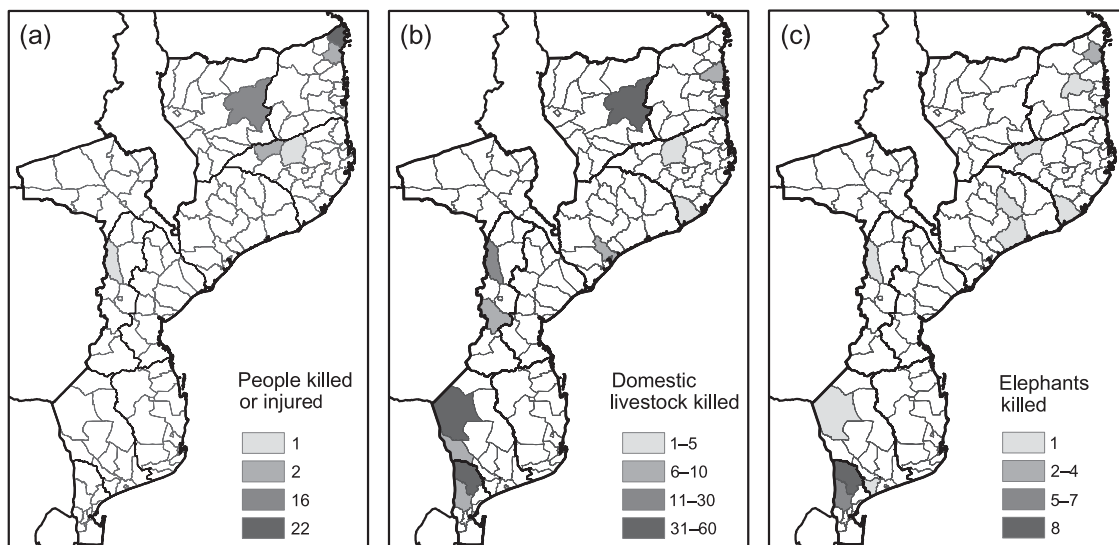 (a)
People killed
or injured
1
2
16
22
(b)
Domestic
livestock killed
1–5
6–10
11–30
31–60
(c)
Elephants
killed
1
2–4
5–7
8